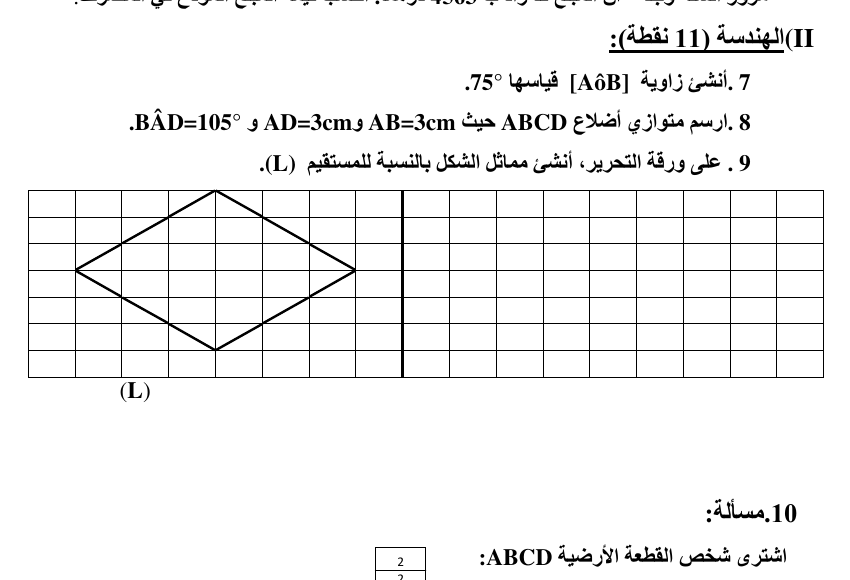 II)الهندسة (11 نقطة):
7 .أنشئ زاوية [AôB] قياسها °75.
8 .ارسم متوازي أضلاع ABCD حيث AB=3cm وAD=3cm و °BÂD=105.
9 . على ورقة التحرير، أنشئ مماثل الشكل بالنسبة للمستقيم (L).
(L)
10.مسألة:
اشترى شخص القطعة الأرضية ABCD:
2